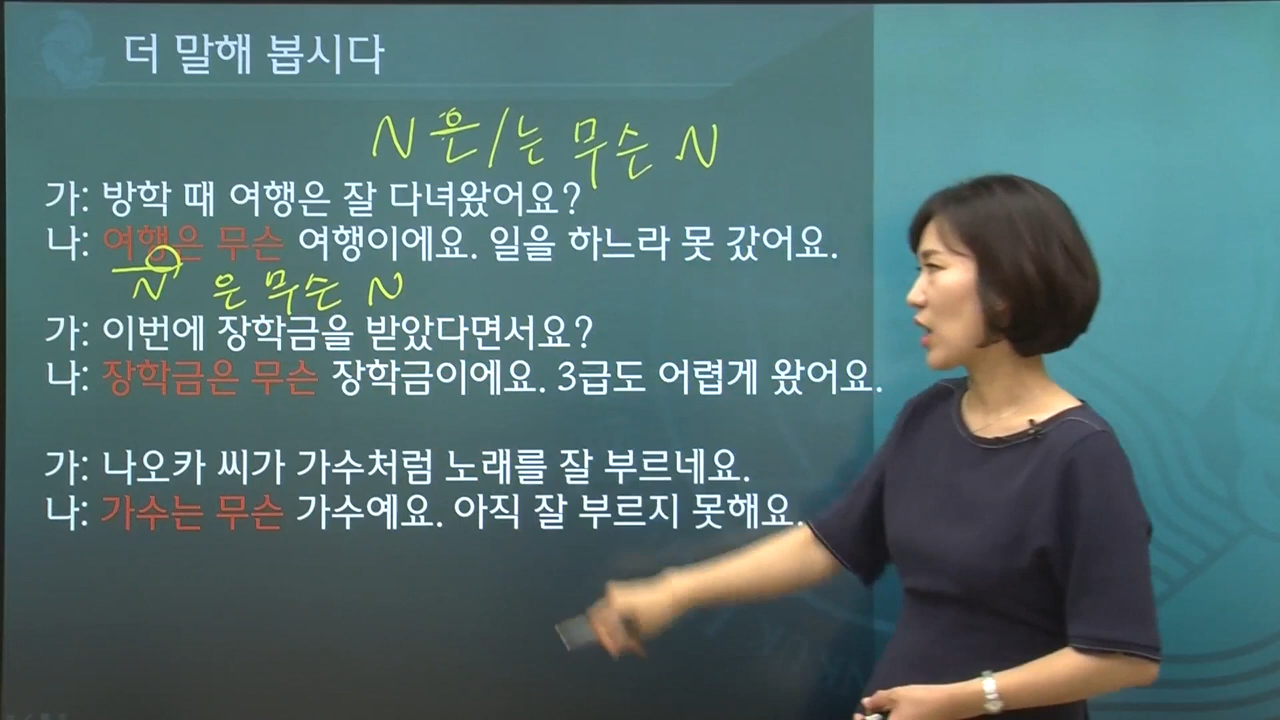 더 말해 봅시다
N 은/는 무슨 N
가: 방학 때 여행은 잘 다녀왔어요?
나: 여행은 무슨 여행이에요. 일을 하느라 못 갔어요.
N 은 무슨 N
가: 이번에 장학금을 받았다면서요?
나: 장학금은 무슨 장학금이에요. 3급도 어렵게 왔어요.
가: 나오카 씨가 가수처럼 노래를 잘 부르네요.
나: 가수는 무슨 가수예요. 아직 잘 부르지 못해요.